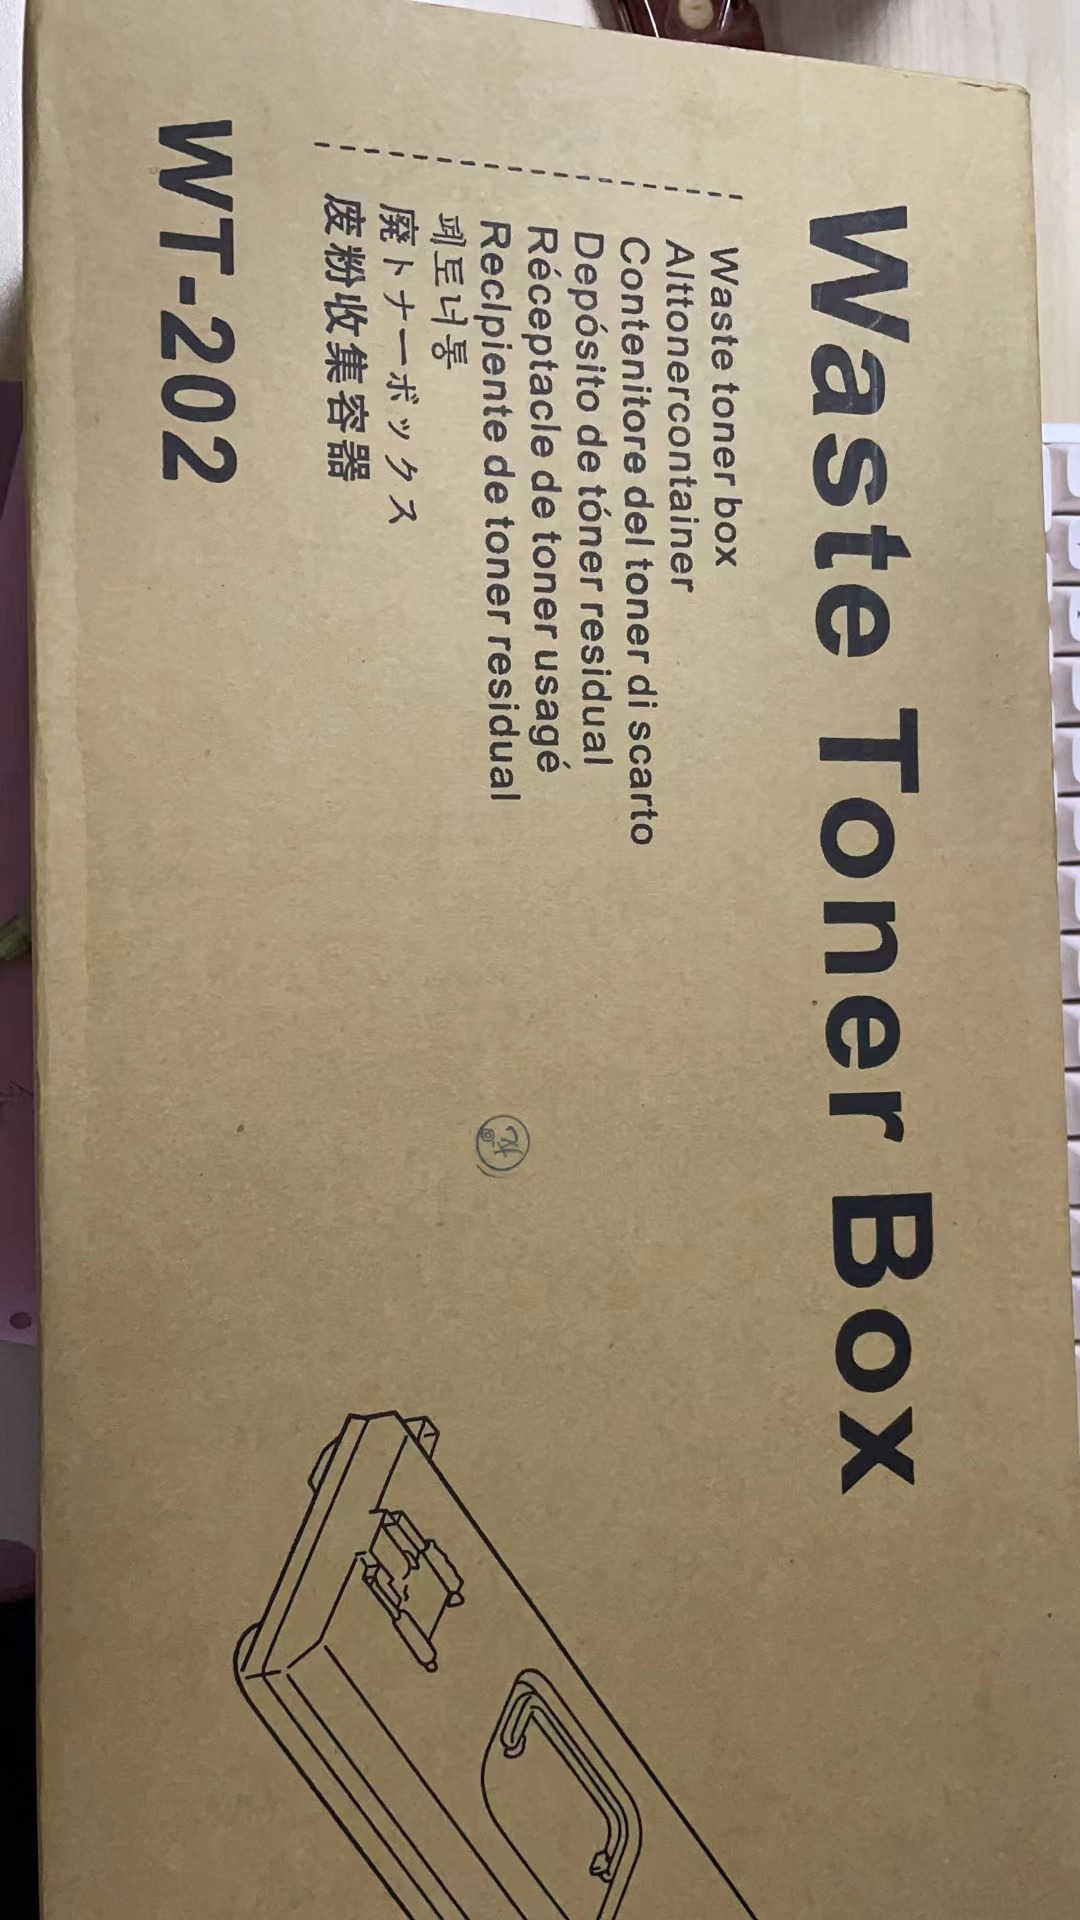 Waste Toner Box
Waste toner box
Alttonercontainer
Contenitore del toner di scarto
Depósito de tóner residual
Réceptacle de toner usagé
Recipiente de toner residual
폐토너통
廃トナーボックス
废粉收集容器
WT-202